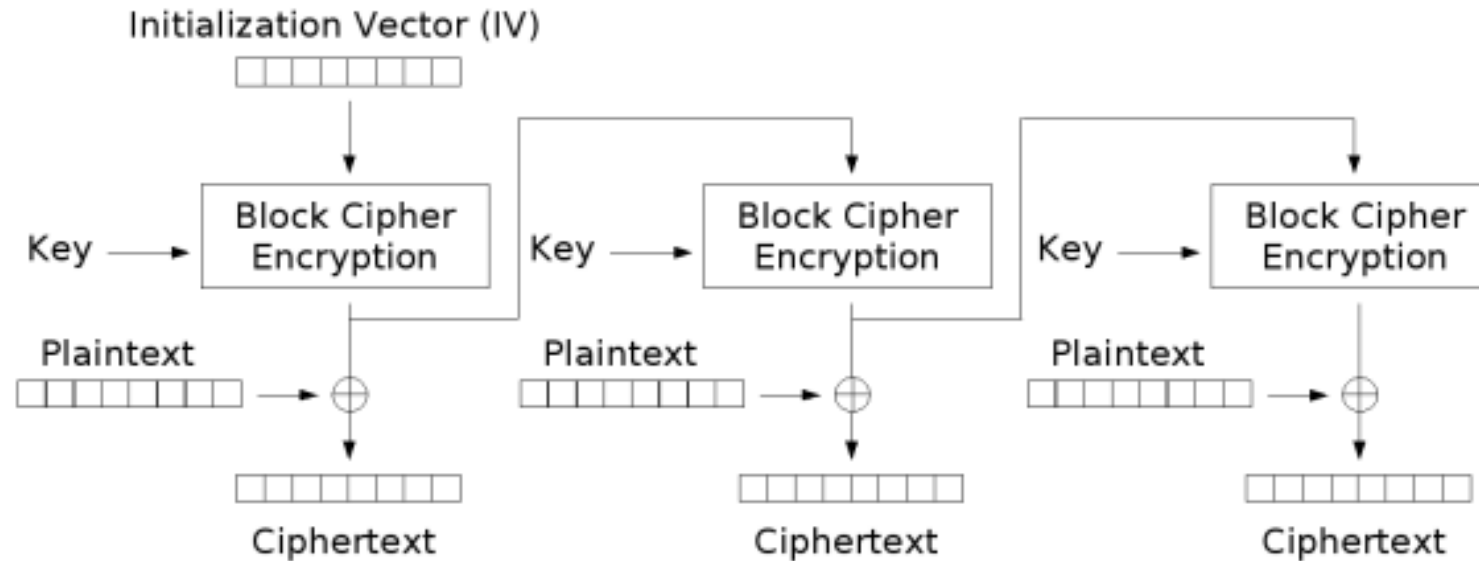 Initialization Vector (IV)
Key
Block Cipher
Encryption
Key
Block Cipher
Encryption
Key
Block Cipher
Encryption
Plaintext
Plaintext
Plaintext
Ciphertext
Ciphertext
Ciphertext